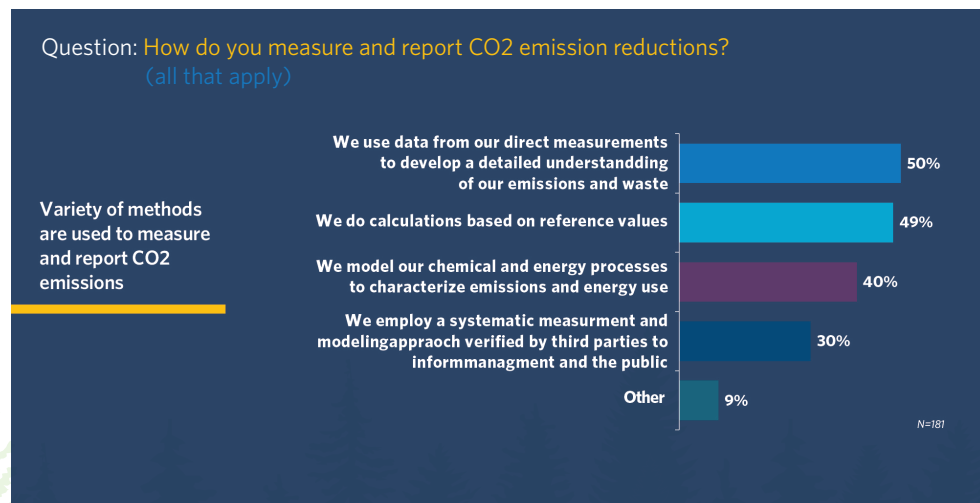 Question: How do you measure and report CO2 emission reductions?
(all that apply)
Variety of methods
are used to measure
and report CO2
emissions
We use data from our direct measurements
to develop a detailed understandding
of our emissions and waste
50%
We do calculations based on reference values
49%
We model our chemical and energy processes
to characterize emissions and energy use
40%
We employ a systematic measurment and
modelingappraoch verified by third parties to
informmanagment and the public
30%
Other
9%
N=181